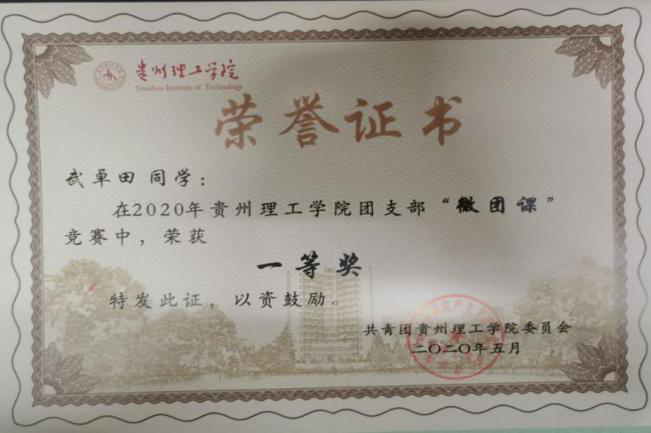 贵州理工学院
Guizhou Institute of Technology
荣誉证书
武卓田 同学：
在2020年贵州理工学院团支部“微团课”
竞赛中，荣获
一等奖
特发此证，以资鼓励。
共青团贵州理工学院委员会
二〇二〇年五月